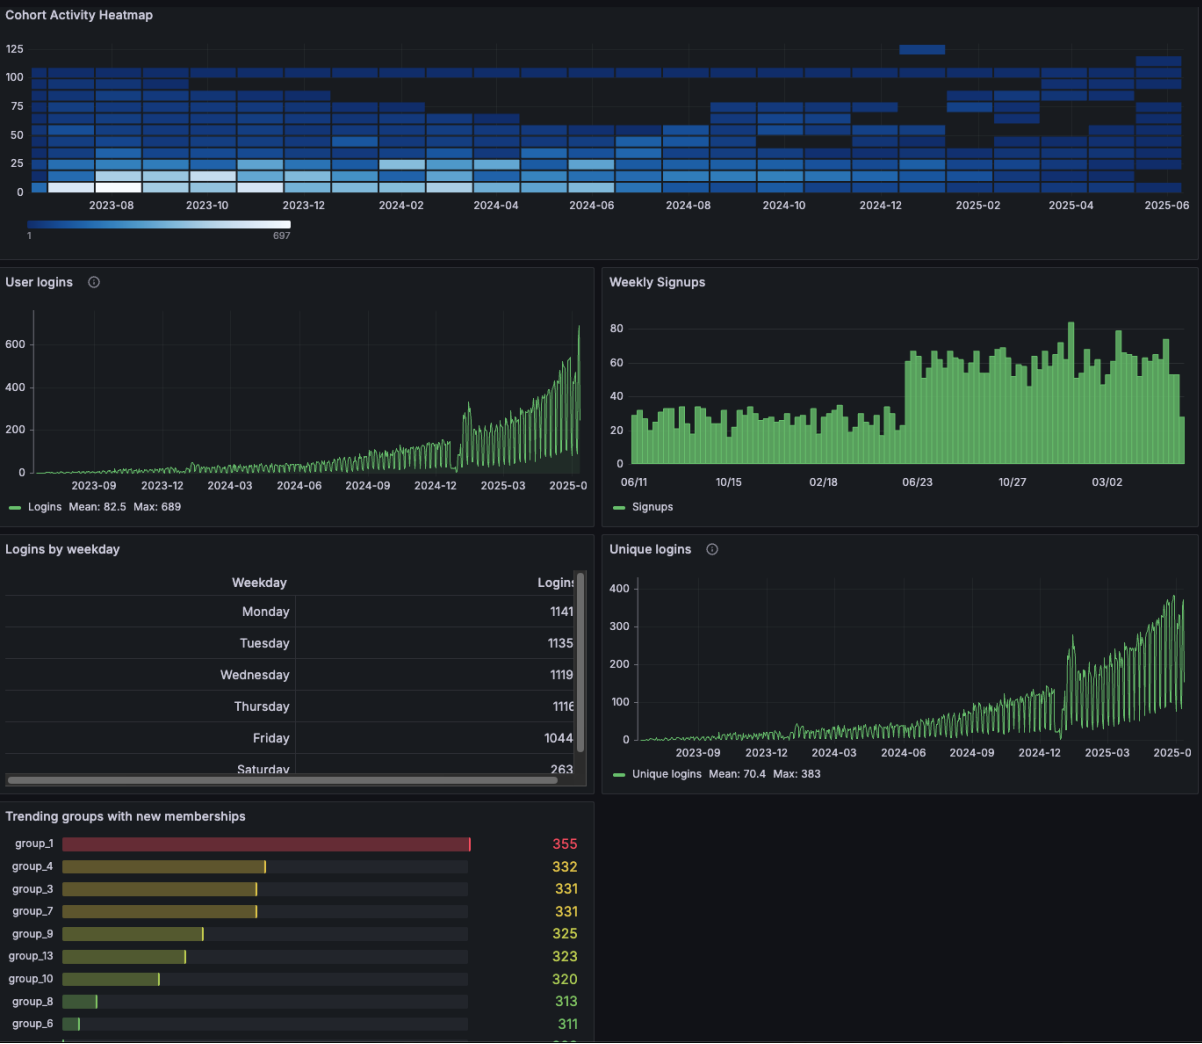 Cohort Activity Heatmap
125
100
75
50
25
0
2023-08 2023-10 2023-12 2024-02 2024-04 2024-06 2024-08 2024-10 2024-12 2025-02 2025-04 2025-06
1 697
User logins
600
400
200
0
2023-09 2023-12 2024-03 2024-06 2024-09 2024-12 2025-03 2025-0
Logins Mean: 82.5 Max: 689
Weekly Signups
80
60
40
20
0
06/11 10/15 02/18 06/23 10/27 03/02
Signups
Logins by weekday
Weekday Logins
Monday 1141
Tuesday 1135
Wednesday 1119
Thursday 1116
Friday 1044
Saturday 263
Unique logins
400
300
200
100
0
2023-09 2023-12 2024-03 2024-06 2024-09 2024-12 2025-03 2025-0
Unique logins Mean: 70.4 Max: 383
Trending groups with new memberships
group_1 355
group_4 332
group_3 331
group_7 331
group_9 325
group_13 323
group_10 320
group_8 313
group_6 311